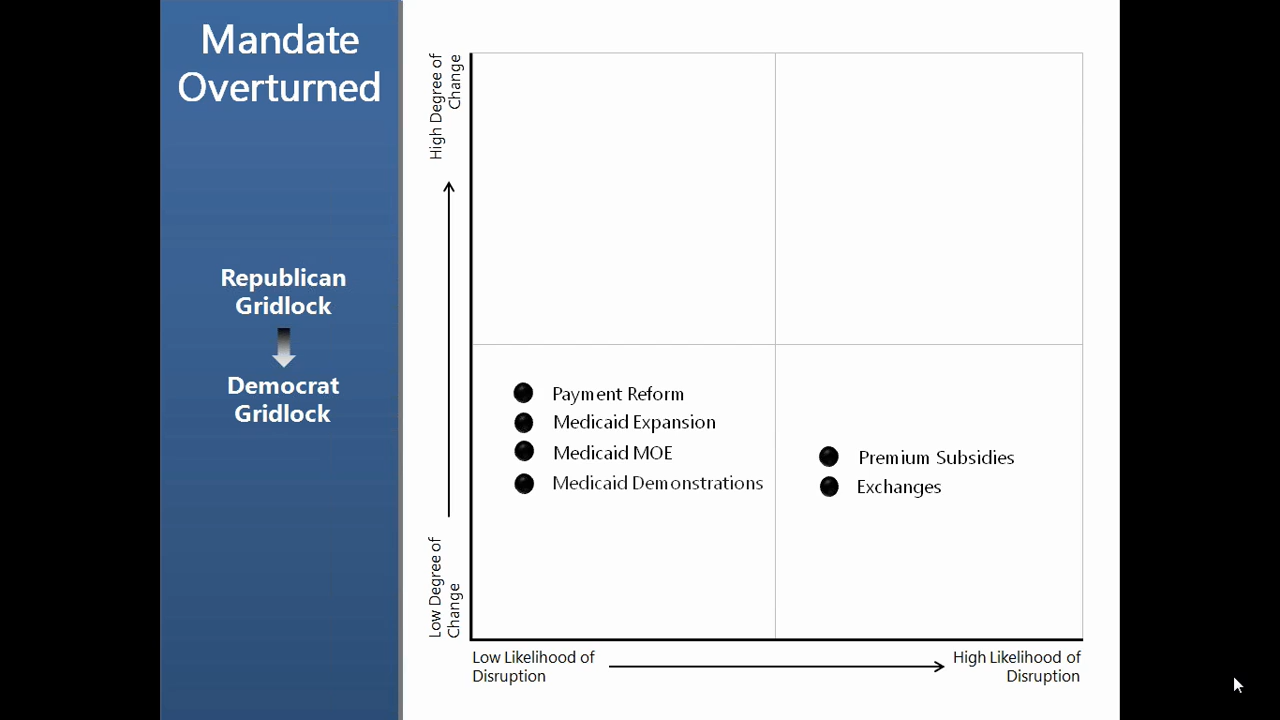 Mandate
Overturned
Republican
Gridlock
Democrat
Gridlock
High Degree of
Change
Low Degree of
Change
Payment Reform
Medicaid Expansion
Medicaid MOE
Medicaid Demonstrations
Premium Subsidies
Exchanges
Low Likelihood of
Disruption
High Likelihood of
Disruption